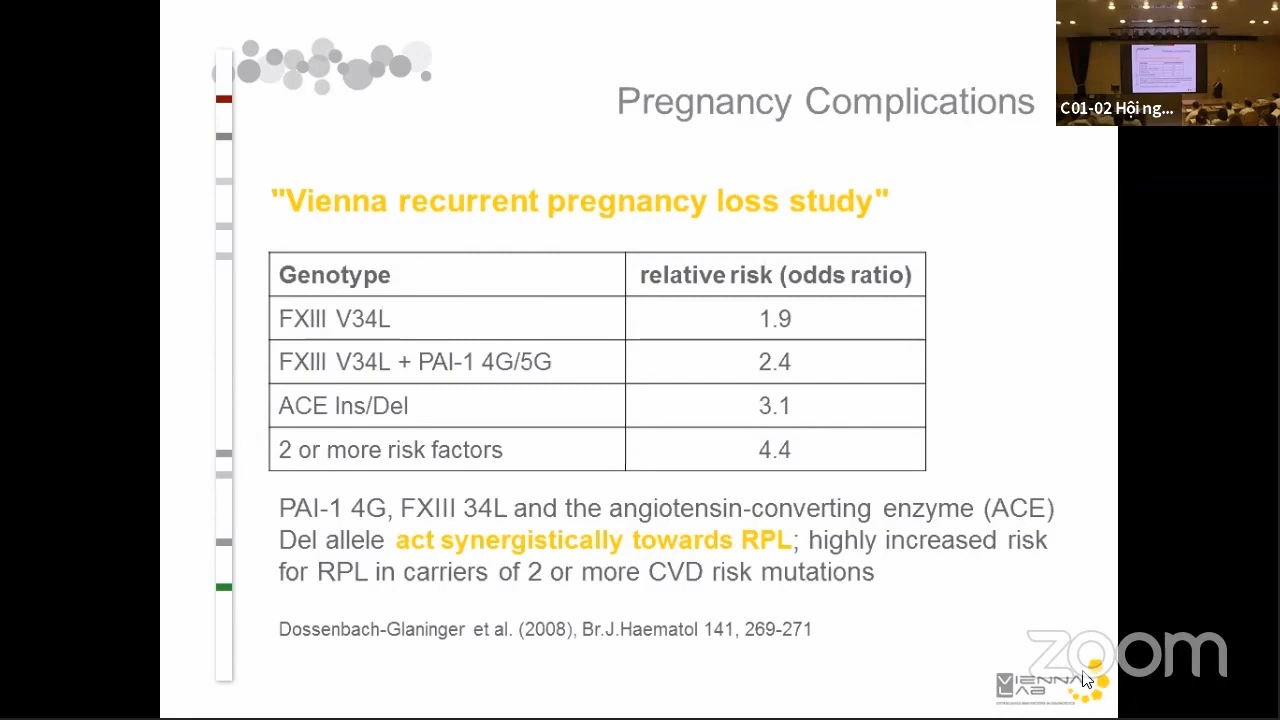 Pregnancy Complications
C01-02 Hội ng...
"Vienna recurrent pregnancy loss study"
Genotype relative risk (odds ratio)
FXIII V34L 1.9
FXIII V34L + PAI-1 4G/5G 2.4
ACE Ins/Del 3.1
2 or more risk factors 4.4
PAI-1 4G, FXIII 34L and the angiotensin-converting enzyme (ACE)
Del allele act synergistically towards RPL; highly increased risk
for RPL in carriers of 2 or more CVD risk mutations
Dossenbach-Glaninger et al. (2008), Br.J.Haematol 141, 269-271
zoom
VIENNA
LAB